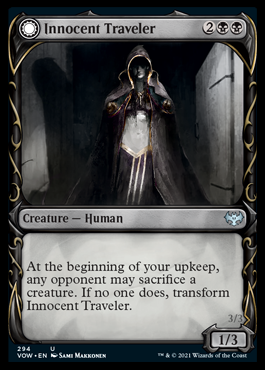 Innocent Traveler 2
Creature — Human
At the beginning of your upkeep,
any opponent may sacrifice a
creature. If no one does, transform
Innocent Traveler.
3/3
1/3
294 U
VOW • EN SAMI MAKKONEN
™ & © 2021 Wizards of the Coast